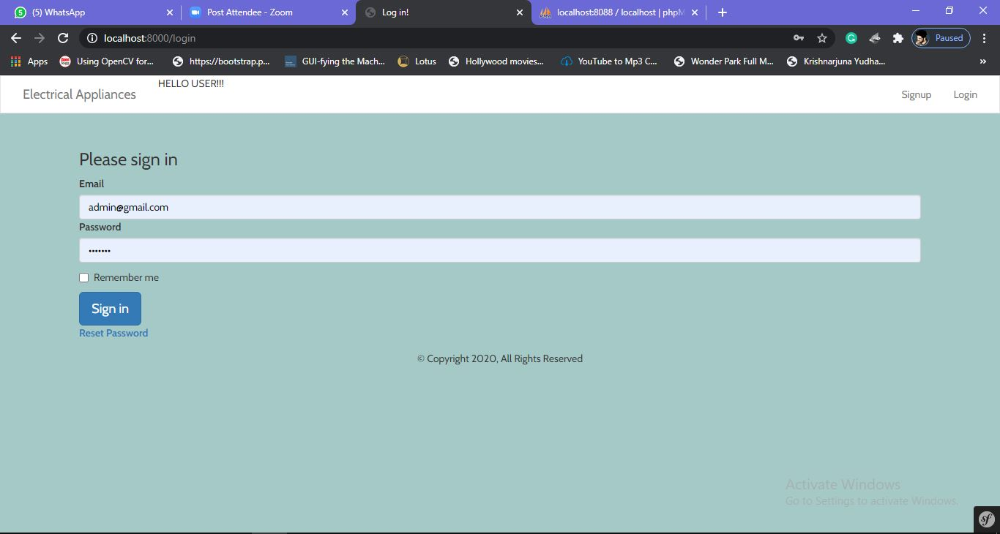 5
(5) WhatsApp
Post Attendee - Zoom
Log in!
PMA
localhost:8088 / localhost | phpM
localhost:8000/login
G
Paused
Apps
Using OpenCV for...
https://bootstrap.p...
GUI-fying the Mach...
Lotus
Hollywood movies...
YouTube to Mp3 C...
Wonder Park Full M...
Krishnarjuna Yudha...
»
Electrical Appliances
HELLO USER!!!
Signup
Login
Please sign in
Email
admin@gmail.com
Password
•••••••
Remember me
Sign in
Reset Password
© Copyright 2020, All Rights Reserved
Activate Windows
Go to Settings to activate Windows.
sf